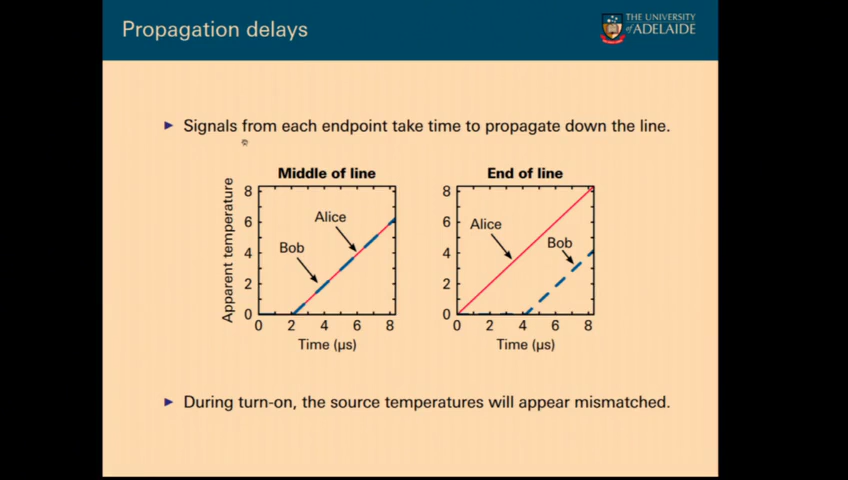 Propagation delays
THE UNIVERSITY
of ADELAIDE
► Signals from each endpoint take time to propagate down the line.
Middle of line
Apparent temperature
8
6
4
2
0
Alice
Bob
0 2 4 6 8
Time (µs)
End of line
8
6
4
2
0
Alice
Bob
0 2 4 6 8
Time (µs)
► During turn-on, the source temperatures will appear mismatched.